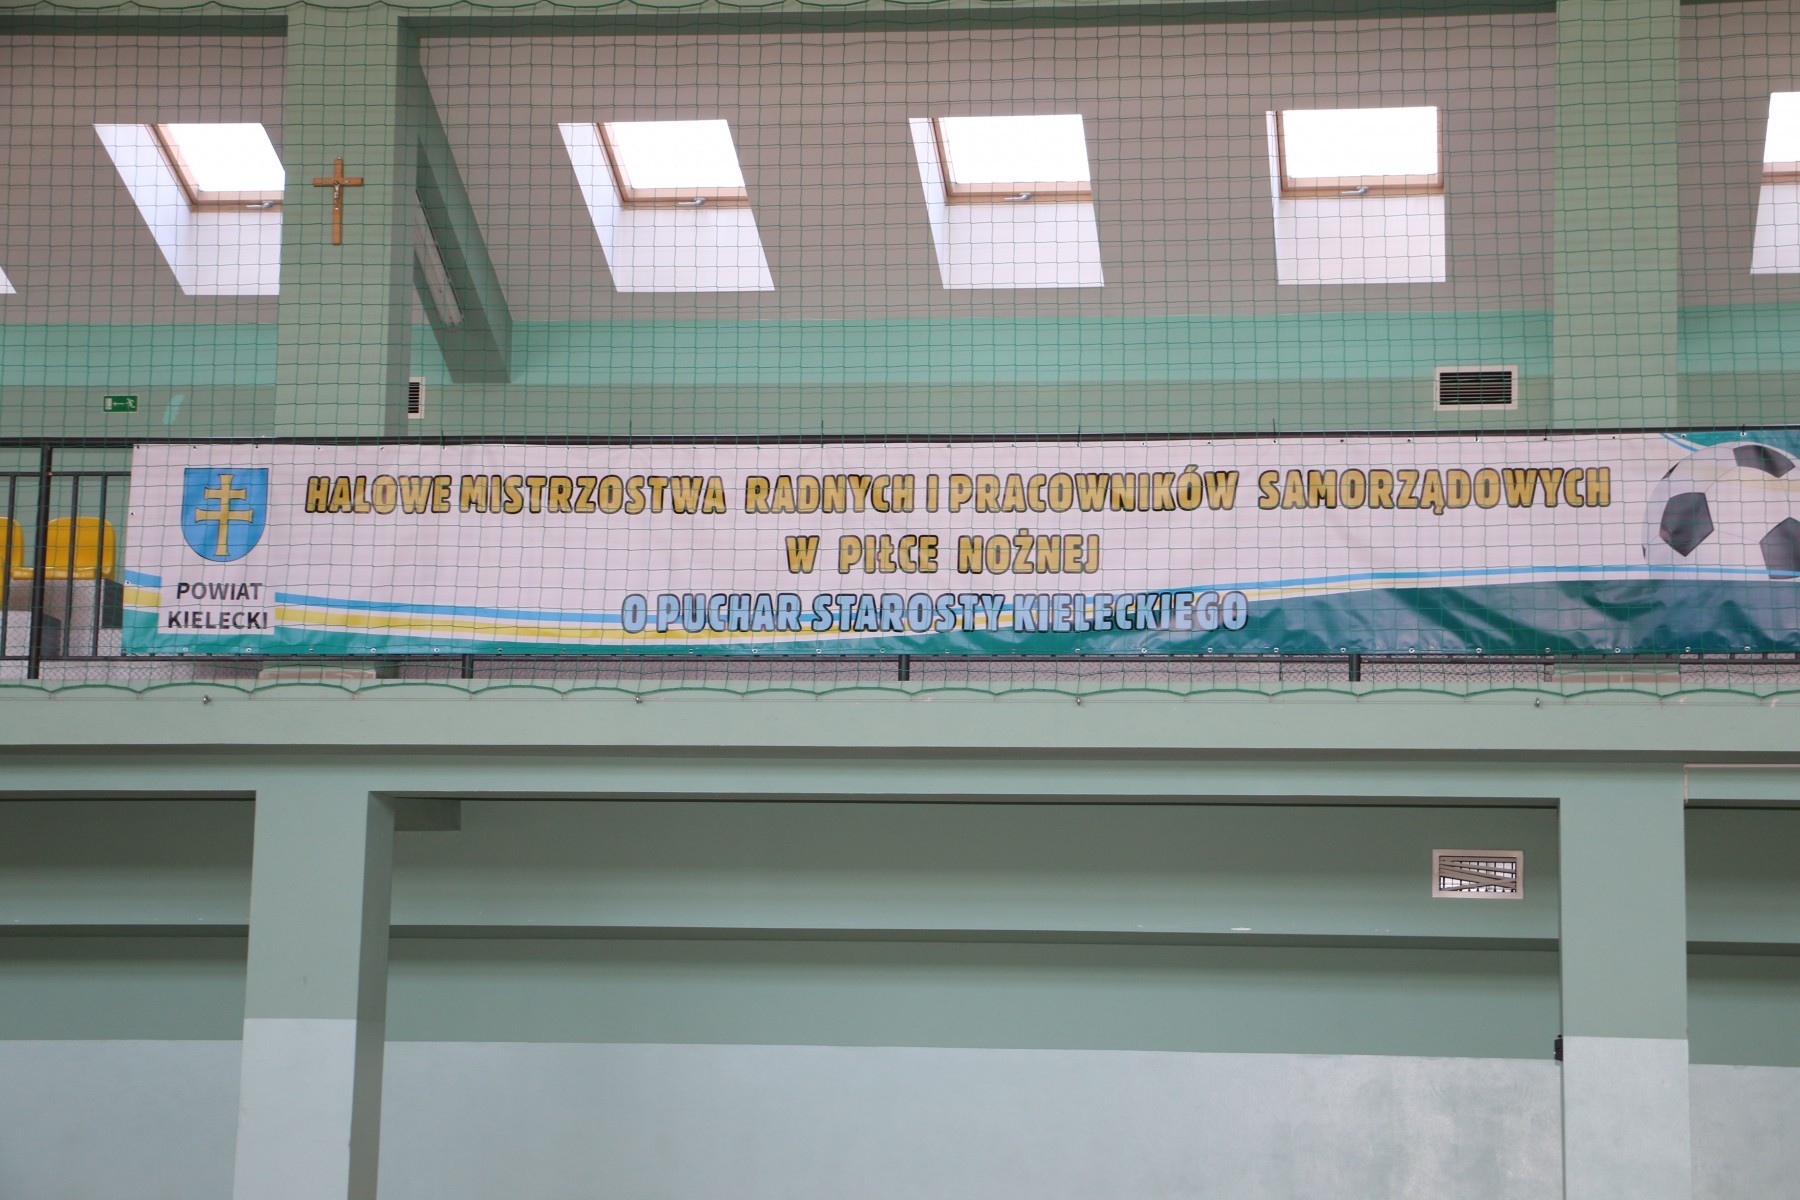 HALOWE MISTRZOSTWA RADNYCH I PRACOWNIKÓW SAMORZĄDOWYCH
W PIŁCE NOŻNEJ
O PUCHAR STAROSTY KIELECKIEGO
POWIAT
KIELECKI